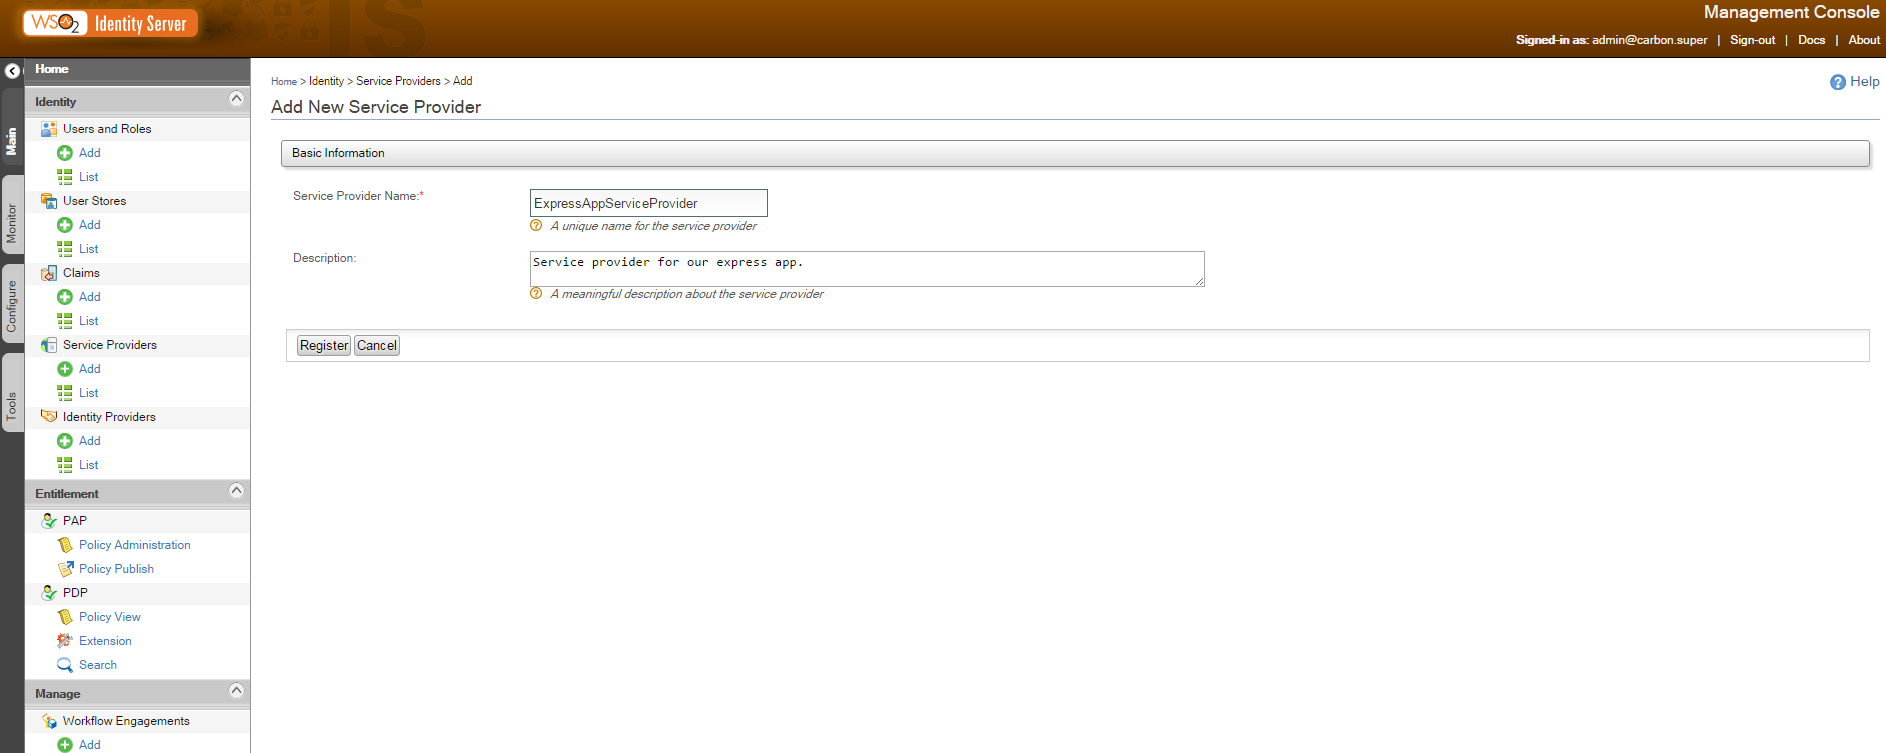 WSO2 Identity Server
Management Console
Signed-in as: admin@carbon.super | Sign-out | Docs | About
Main
Monitor
Configure
Tools
Home
Identity
Users and Roles
Add
List
User Stores
Add
List
Claims
Add
List
Service Providers
Add
List
Identity Providers
Add
List
Entitlement
PAP
Policy Administration
Policy Publish
PDP
Policy View
Extension
Search
Manage
Workflow Engagements
Add
Home > Identity > Service Providers > Add
Help
Add New Service Provider
Basic Information
Service Provider Name:*
ExpressAppServiceProvider
A unique name for the service provider
Description:
Service provider for our express app.
A meaningful description about the service provider
Register Cancel